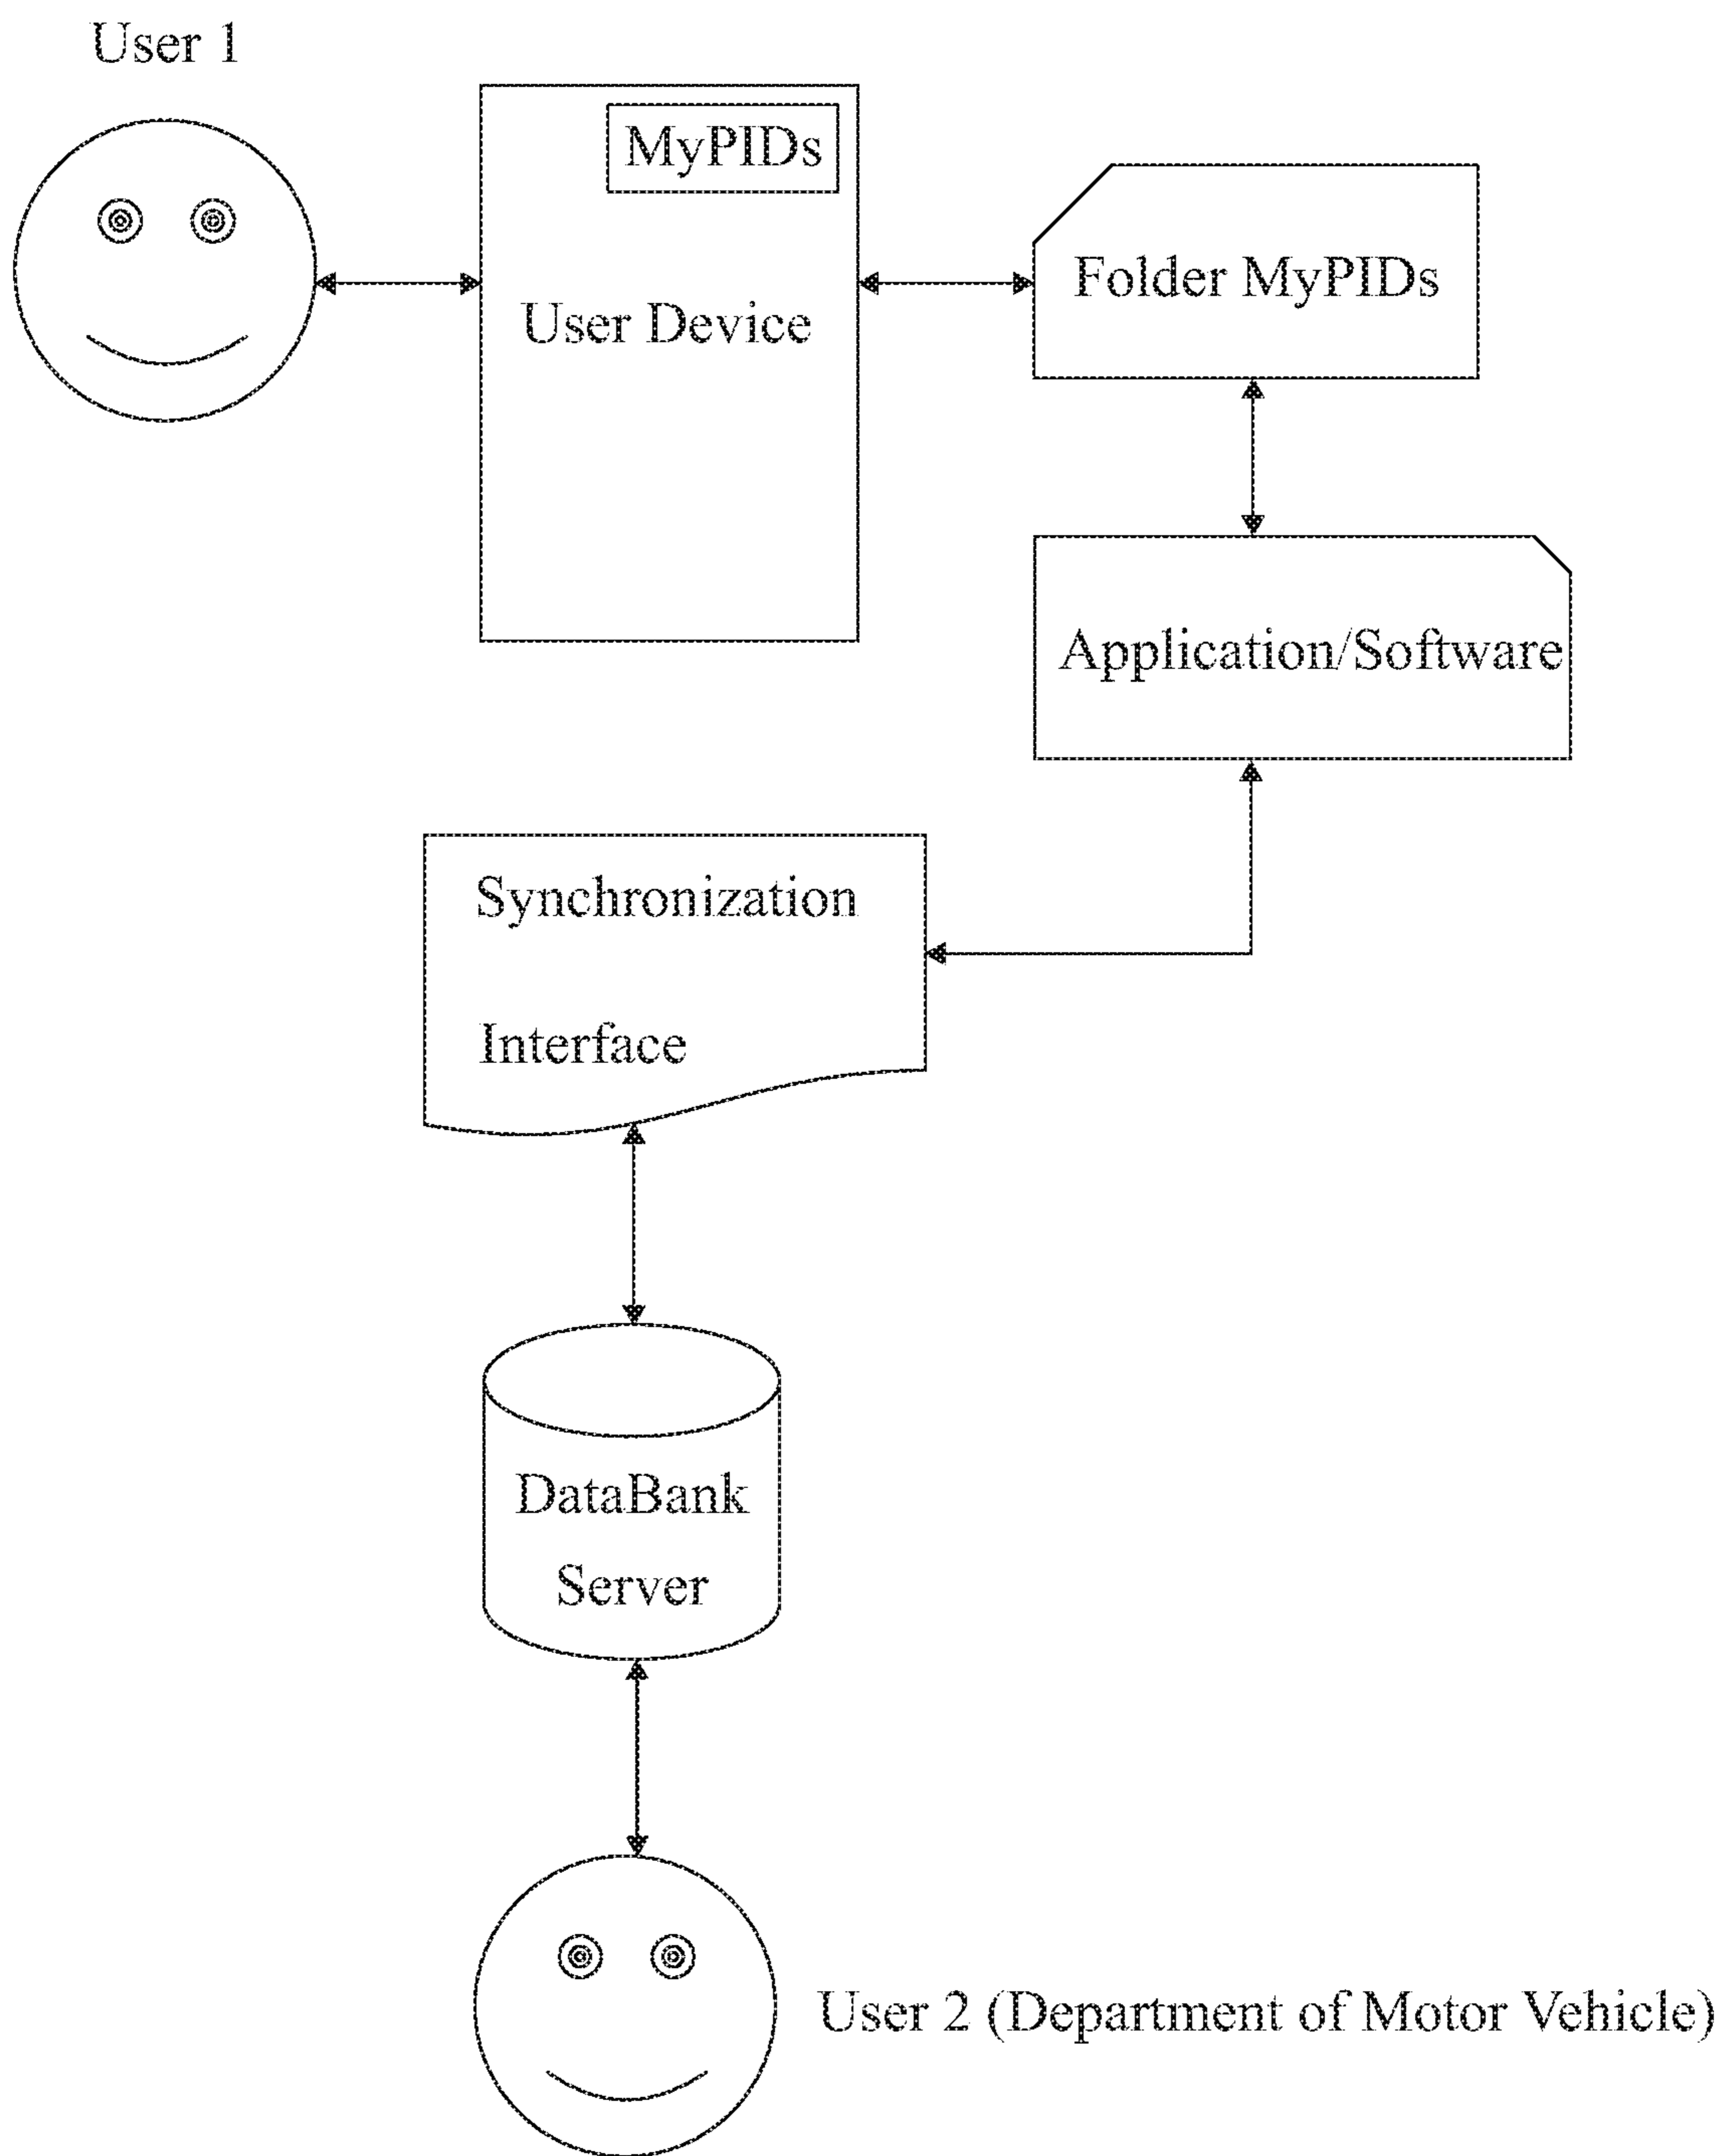 User 1
MyPIDs
User Device
Folder MyPIDs
Application/Software
Synchronization
Interface
DataBank
Server
User 2 (Department of Motor Vehicle)